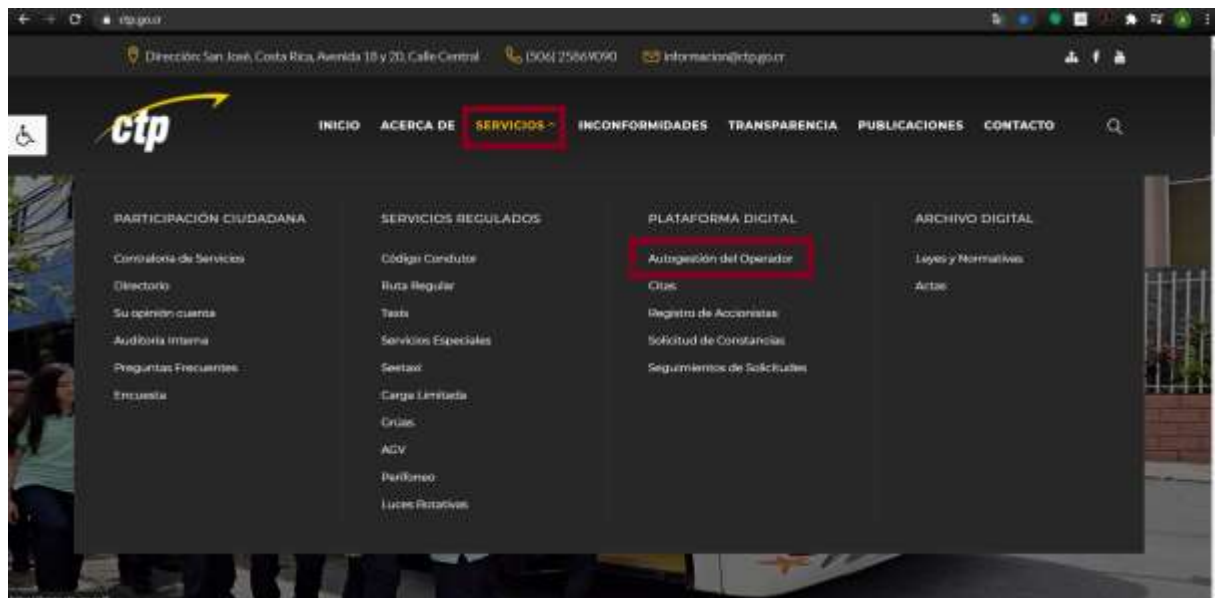 ctp.go.cr
Dirección: San José, Costa Rica, Avenida 18 y 20, Calle Central (506) 25869090 informacion@ctp.go.cr
ctp INICIO ACERCA DE SERVICIOS INCONFORMIDADES TRANSPARENCIA PUBLICACIONES CONTACTO
PARTICIPACIÓN CIUDADANA SERVICIOS REGULADOS PLATAFORMA DIGITAL ARCHIVO DIGITAL
Contraloría de Servicios Código Condutor Autogestión del Operador Leyes y Normativas
Directorio Ruta Regular Citas Actas
Su opinión cuenta Taxis Registro de Accionistas
Auditoría Interna Servicios Especiales Solicitud de Constancias
Preguntas Frecuentes Seetaxi Seguimientos de Solicitudes
Encuesta Carga Limitada
Grúas
AGV
Perifoneo
Luces Rotativas